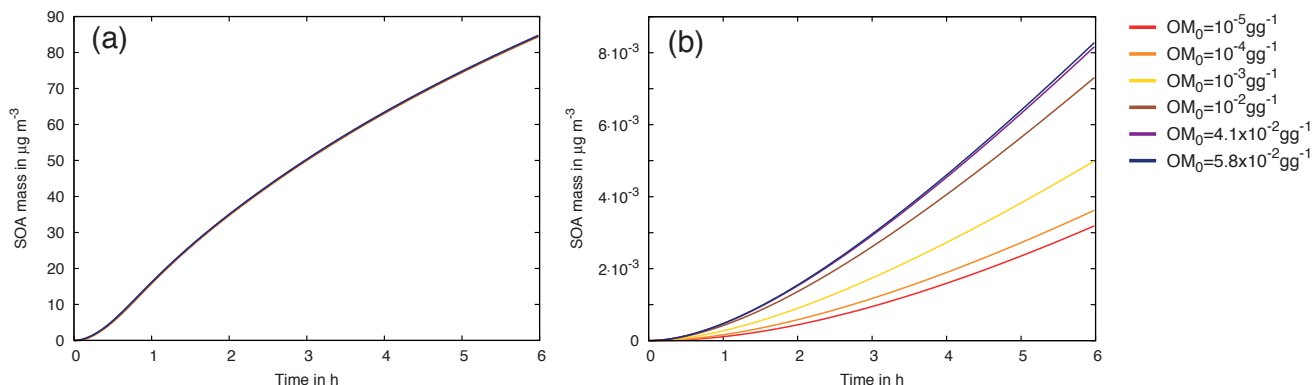 (a)
SOA mass in μg m-3
90
80
70
60
50
40
30
20
10
0
0 1 2 3 4 5 6
Time in h
(b)
SOA mass in μg m-3
8·10-3
6·10-3
4·10-3
2·10-3
0
0 1 2 3 4 5 6
Time in h
OM0=10-5gg-1
OM0=10-4gg-1
OM0=10-3gg-1
OM0=10-2gg-1
OM0=4.1x10-2gg-1
OM0=5.8x10-2gg-1